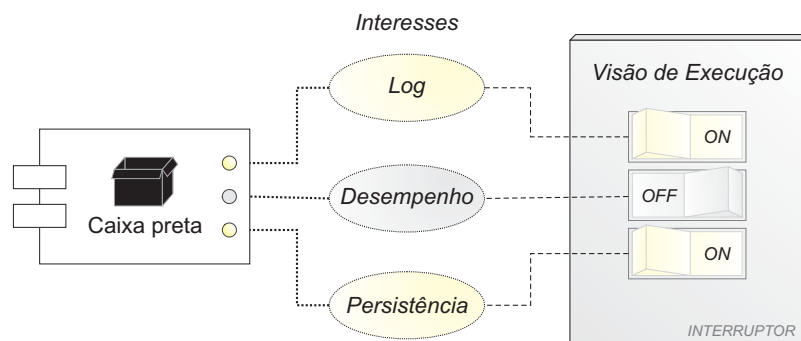 Interesses
Log
Desempenho
Persistência
Caixa preta
Visão de Execução
ON
OFF
ON
INTERRUPTOR